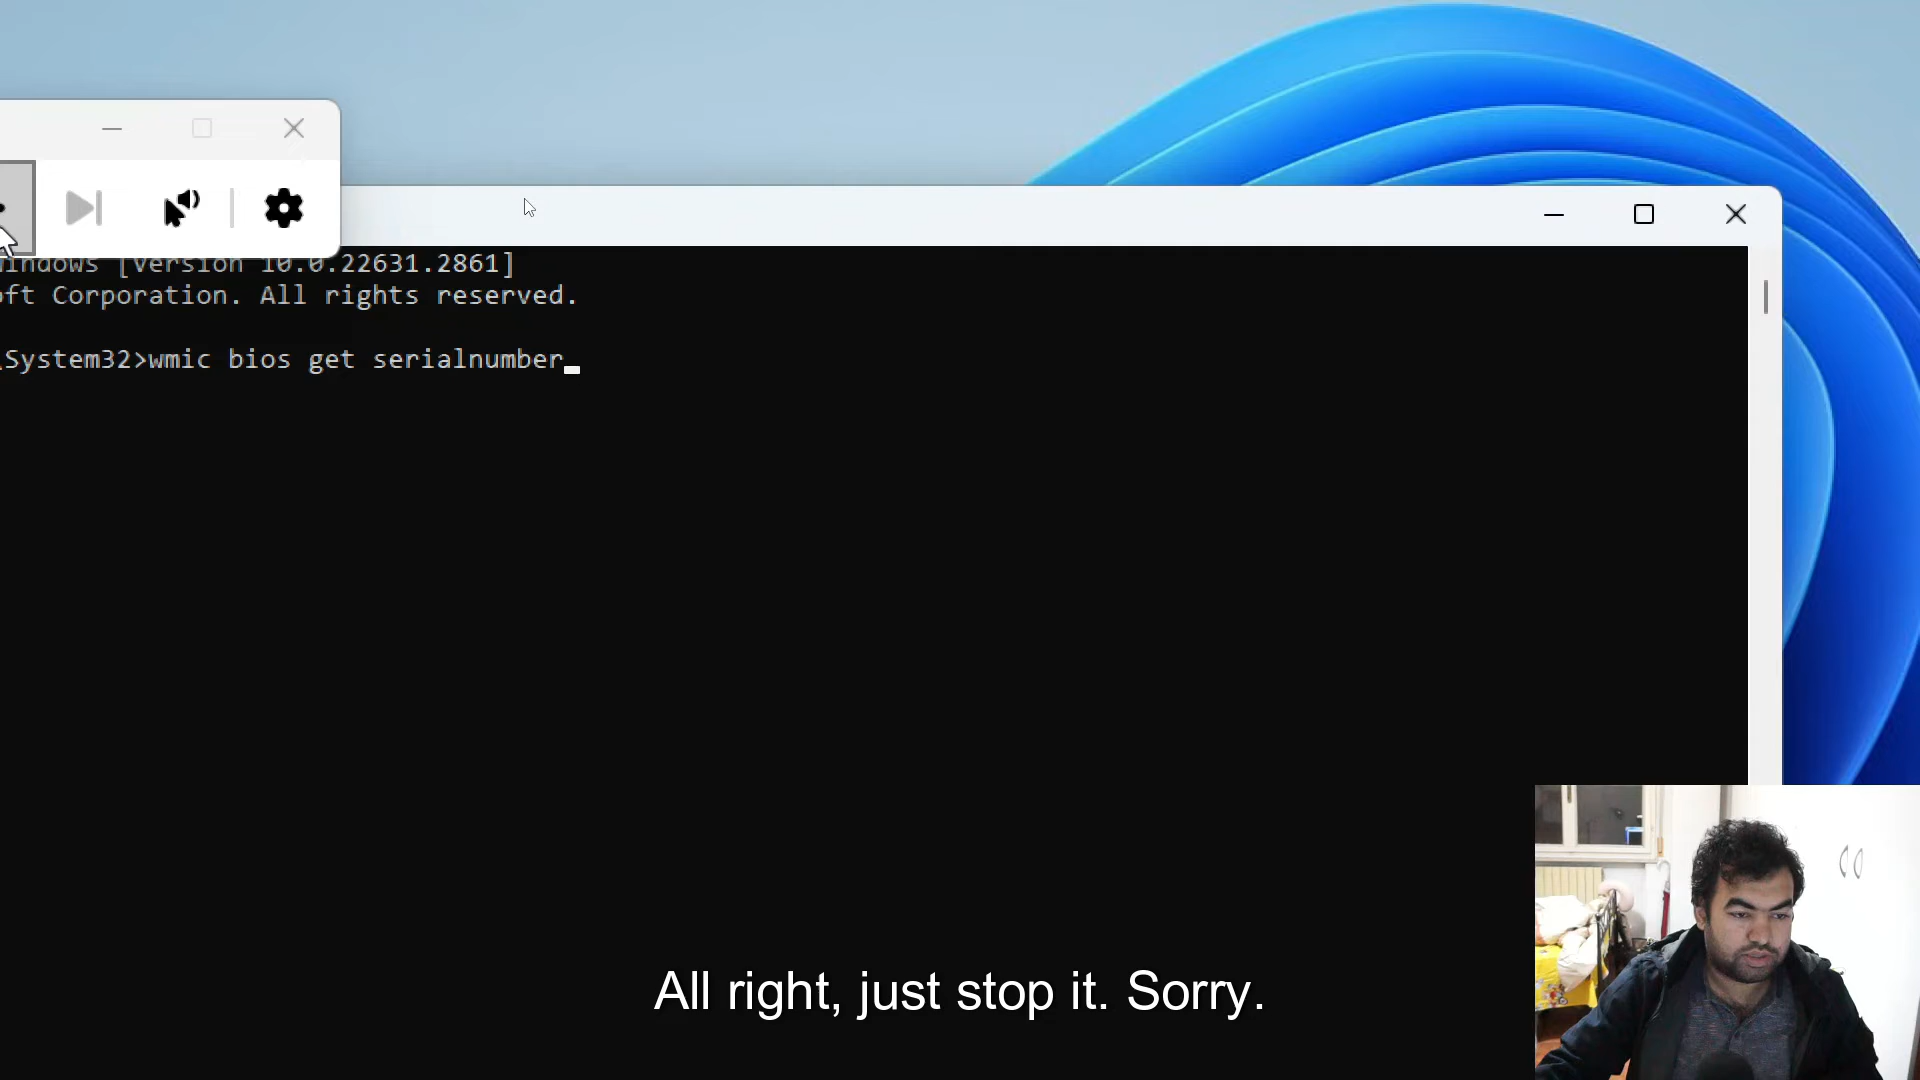 indows [Version 10.0.22631.2861]
oft Corporation. All rights reserved.
\System32>wmic bios get serialnumber
All right, just stop it. Sorry.